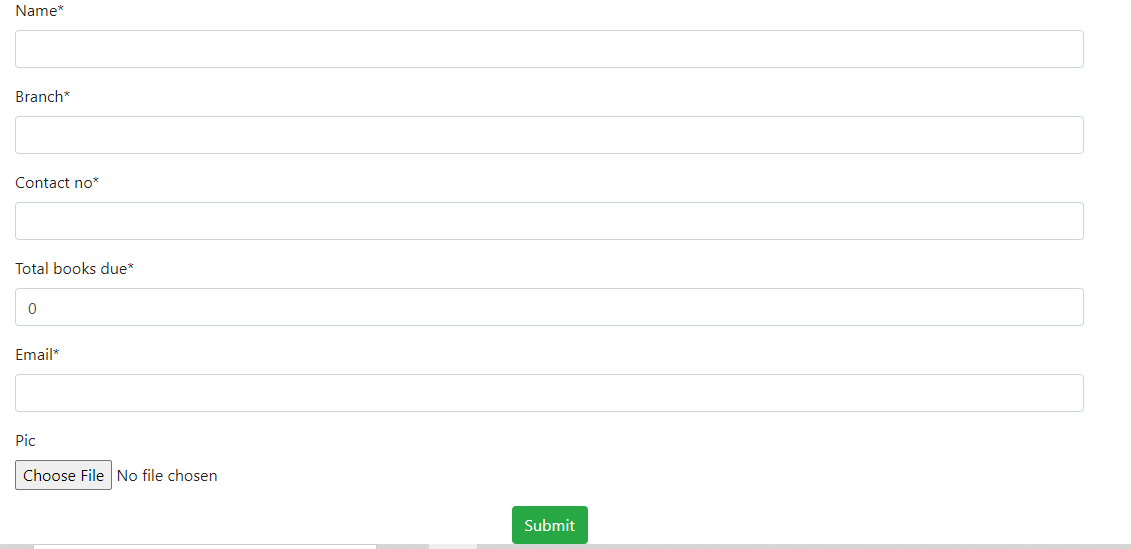 Name*
Branch*
Contact no*
Total books due*
0
Email*
Pic
Choose File No file chosen
Submit